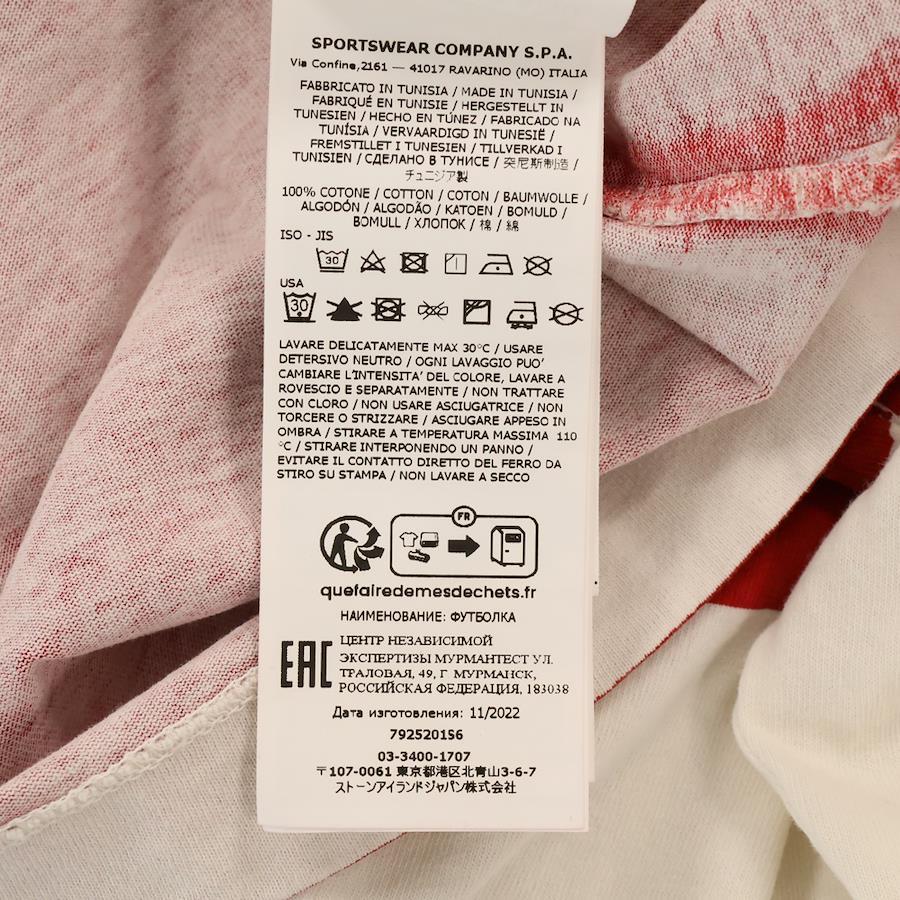 SPORTSWEAR COMPANY S.P.A.
Via Confine,2161 — 41017 RAVARINO (MO) ITALIA
FABBRICATO IN TUNISIA / MADE IN TUNISIA /
FABRIQUÉ EN TUNISIE / HERGESTELLT IN
TUNESIEN / HECHO EN TÚNEZ / FABRICADO NA
TUNÍSIA / VERVAARDIGD IN TUNESIË /
FREMSTILLET I TUNESIEN / TILLVERKAD I
TUNISIEN / СДЕЛАНО В ТУНИСЕ / 突尼斯制造 /
チュニジア製
100% COTONE / COTTON / COTON / BAUMWOLLE /
ALGODÓN / ALGODÃO / KATOEN / BOMULD /
BOMULL / ХЛОПОК / 棉 / 綿
ISO - JIS
30
USA
30
LAVARE DELICATAMENTE MAX 30°C / USARE
DETERSIVO NEUTRO / OGNI LAVAGGIO PUO'
CAMBIARE L'INTENSITA' DEL COLORE, LAVARE A
ROVESCIO E SEPARATAMENTE / NON TRATTARE
CON CLORO / NON USARE ASCIUGATRICE / NON
TORCERE O STRIZZARE / ASCIUGARE APPESO IN
OMBRA / STIRARE A TEMPERATURA MASSIMA 110
°C / STIRARE INTERPONENDO UN PANNO /
EVITARE IL CONTATTO DIRETTO DEL FERRO DA
STIRO SU STAMPA / NON LAVARE A SECCO
FR
quefairedemesdechets.fr
НАИМЕНОВАНИЕ: ФУТБОЛКА
EAC
ЦЕНТР НЕЗАВИСИМОЙ
ЭКСПЕРТИЗЫ МУРМАНТЕСТ УЛ.
ТРАЛОВАЯ, 49, Г МУРМАНСК,
РОССИЙСКАЯ ФЕДЕРАЦИЯ, 183038
Дата изготовления: 11/2022
7925201S6
03-3400-1707
〒107-0061 東京都港区北青山3-6-7
ストーンアイランドジャパン株式会社